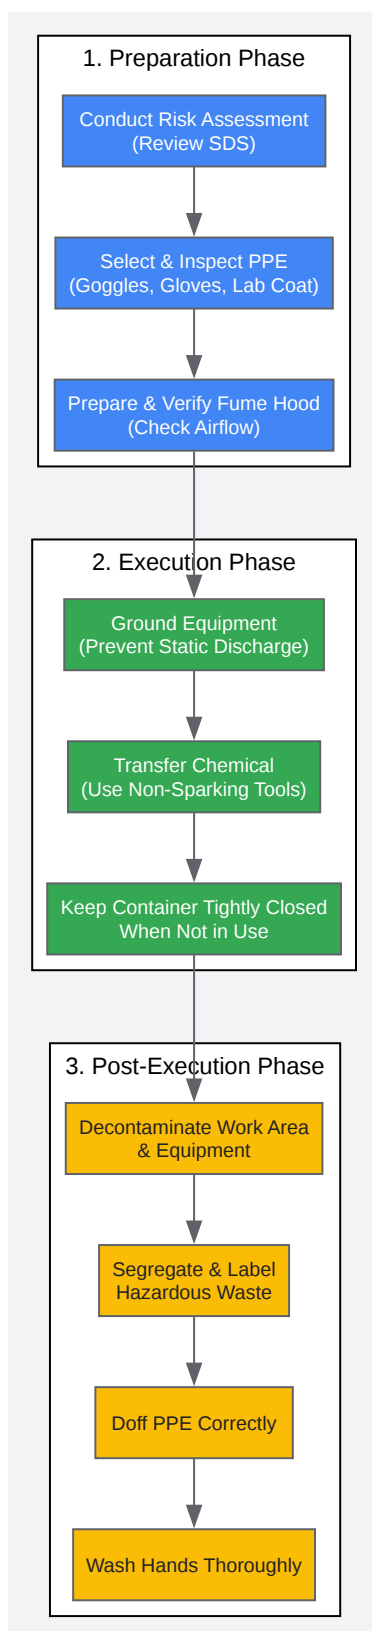 1. Preparation Phase
Conduct Risk Assessment
(Review SDS)
Select & Inspect PPE
(Goggles, Gloves, Lab Coat)
Prepare & Verify Fume Hood
(Check Airflow)
2. Execution Phase
Ground Equipment
(Prevent Static Discharge)
Transfer Chemical
(Use Non-Sparking Tools)
Keep Container Tightly Closed
When Not in Use
3. Post-Execution Phase
Decontaminate Work Area
& Equipment
Segregate & Label
Hazardous Waste
Doff PPE Correctly
Wash Hands Thoroughly